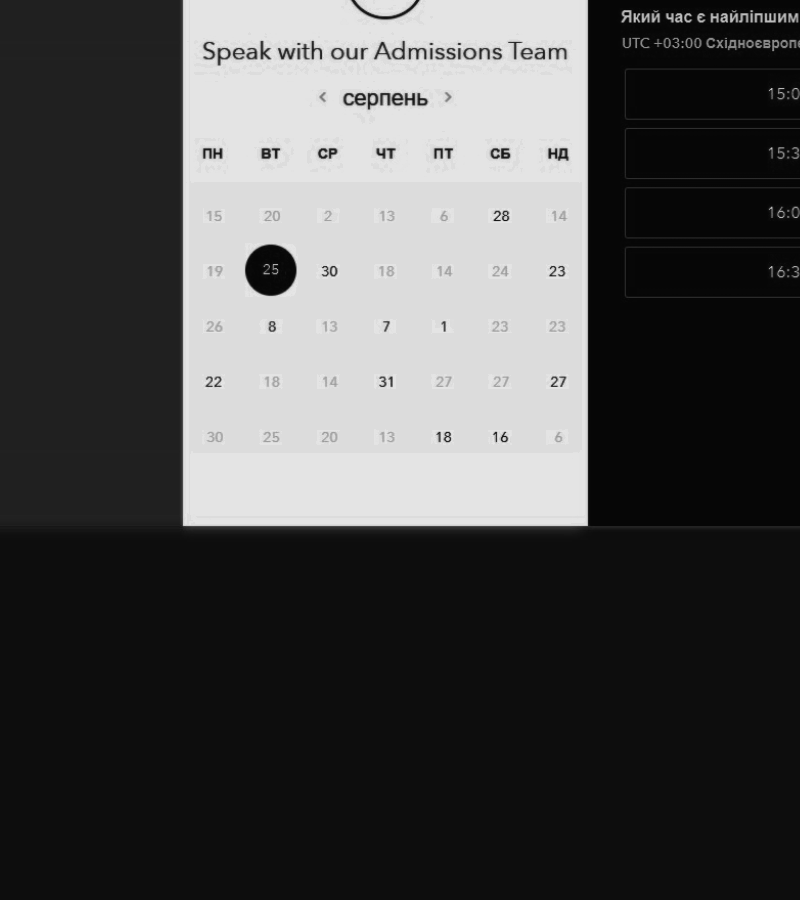 Speak with our Admissions Team
< серпень >
ПН ВТ СР ЧТ ПТ СБ НД
15 20 2 13 6 28 14
19 25 30 18 14 24 23
26 8 13 7 1 23 23
22 18 14 31 27 27 27
30 25 20 13 18 16 6
Який час є найліпшим
UTC +03:00 Східноєвропе
15:0
15:3
16:0
16:3